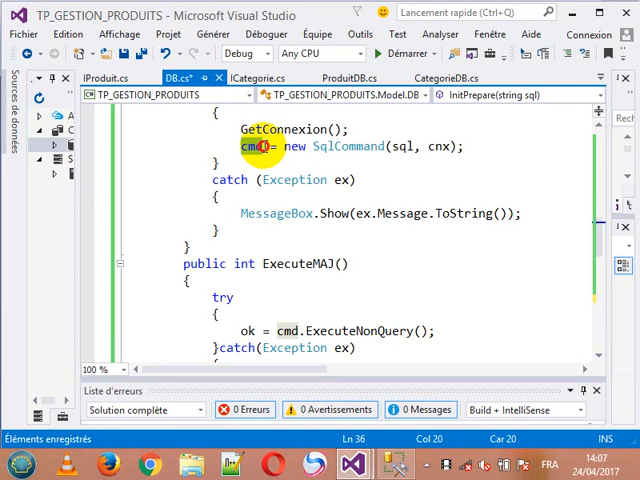 TP_GESTION_PRODUITS - Microsoft Visual Studio
Lancement rapide (Ctrl+Q)
Fichier Edition Affichage Projet Générer Déboguer Équipe Outils Test Analyser Fenêtre Aide Connexion
Debug Any CPU Démarrer
IProduit.cs DB.cs* ICategorie.cs ProduitDB.cs CategorieDB.cs
TP_GESTION_PRODUITS TP_GESTION_PRODUITS.Model.DB InitPrepare(string sql)
Sources de données
{
GetConnexion();
cmd = new SqlCommand(sql, cnx);
}
catch (Exception ex)
{
MessageBox.Show(ex.Message.ToString());
}
}
public int ExecuteMAJ()
{
try
{
ok = cmd.ExecuteNonQuery();
}catch(Exception ex)
{
100 %
Liste d'erreurs
Solution complète 0 Erreurs 0 Avertissements 0 Messages Build + IntelliSense
Éléments enregistrés Ln 36 Col 20 Car 20 INS
FR 14:07
24/04/2017